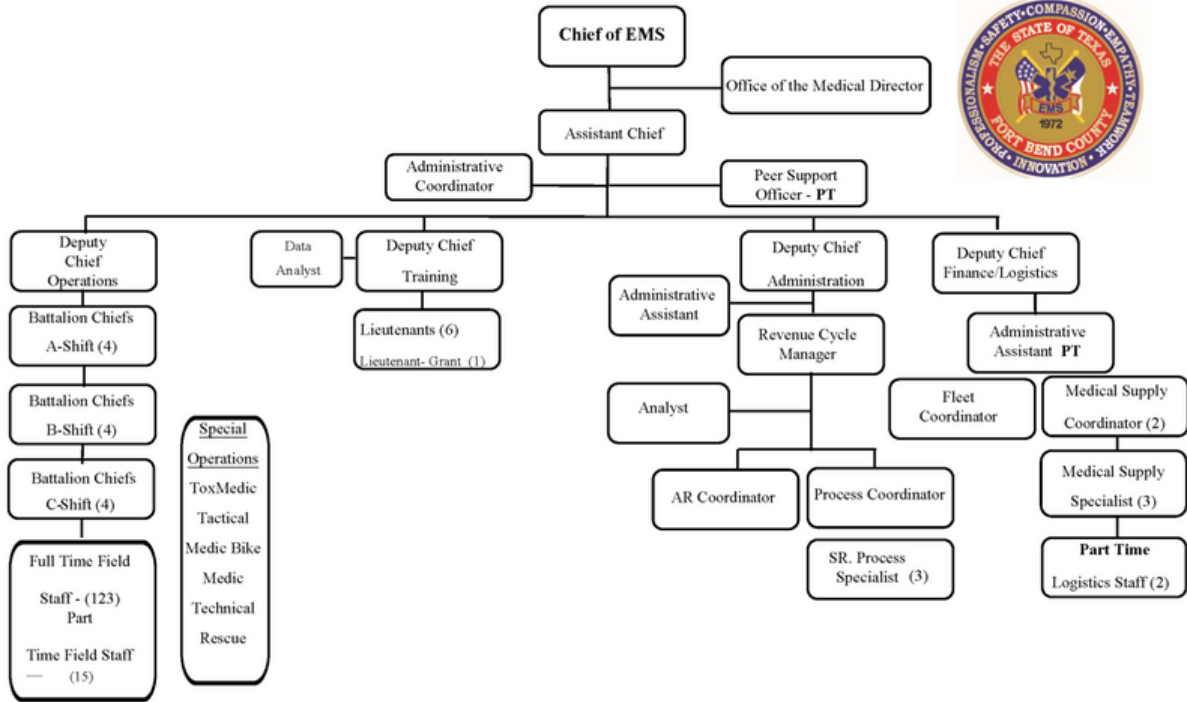 Chief of EMS
Office of the Medical Director
Assistant Chief
Administrative
Coordinator
Peer Support
Officer - PT
PROFESSIONALISM•SAFETY•COMPASSION•EMPATHY•TEAMWORK•INNOVATION•
THE STATE OF TEXAS
FORT BEND COUNTY
EMS
1972
Deputy
Chief
Operations
Battalion Chiefs
A-Shift (4)
Battalion Chiefs
B-Shift (4)
Battalion Chiefs
C-Shift (4)
Full Time Field
Staff - (123)
Part
Time Field Staff
— (15)
Special
Operations
ToxMedic
Tactical
Medic Bike
Medic
Technical
Rescue
Data
Analyst
Deputy Chief
Training
Lieutenants (6)
Lieutenant- Grant (1)
Deputy Chief
Administration
Administrative
Assistant
Revenue Cycle
Manager
Analyst
AR Coordinator
Process Coordinator
SR. Process
Specialist (3)
Deputy Chief
Finance/Logistics
Administrative
Assistant PT
Fleet
Coordinator
Medical Supply
Coordinator (2)
Medical Supply
Specialist (3)
Part Time
Logistics Staff (2)